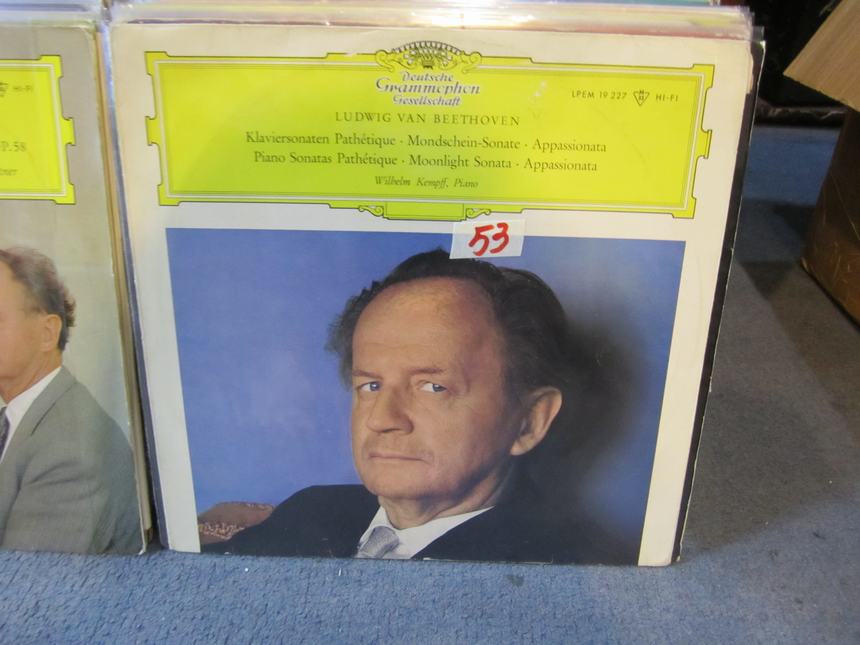 HI-FI
P. 58
Deutsche
Grammophon
Gesellschaft
LPEM 19 227 HI-FI
LUDWIG VAN BEETHOVEN
Klaviersonaten Pathétique · Mondschein-Sonate · Appassionata
Piano Sonatas Pathétique · Moonlight Sonata · Appassionata
Wilhelm Kempff, Piano
53